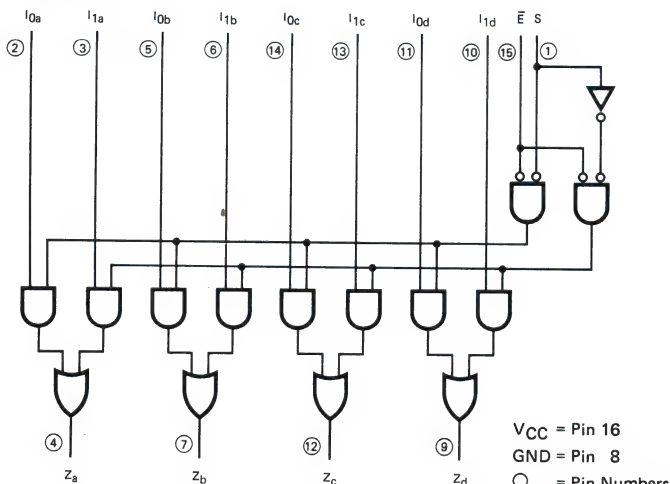 I0a I1a I0b I1b I0c I1c I0d I1d E̅ S
2 3 5 6 14 13 11 10 15 1
4 7 12 9
VCC = Pin 16
GND = Pin 8
Za Zb Zc Zd
◯ = Pin Numbers